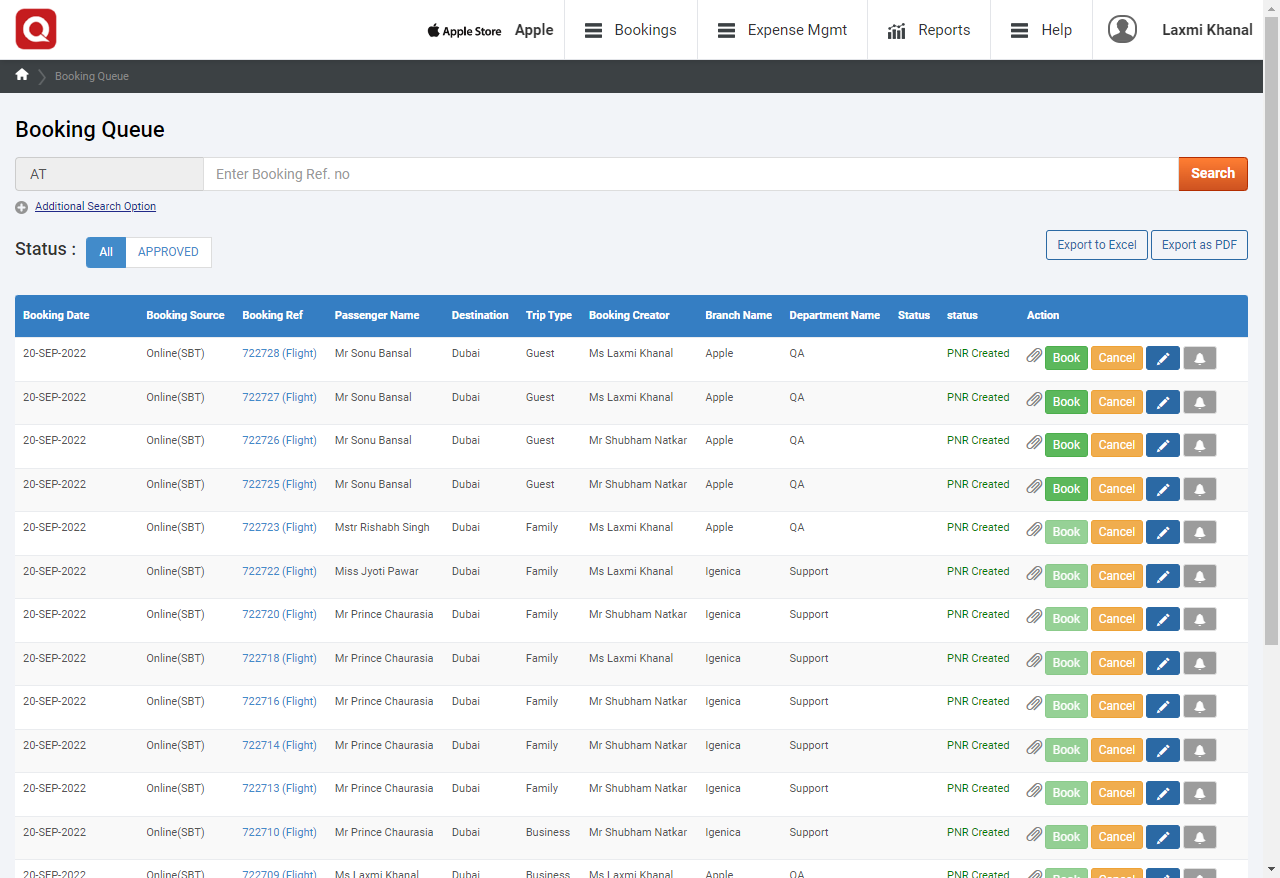 Q
Apple Store Apple Bookings Expense Mgmt Reports Help Laxmi Khanal
Booking Queue
Booking Queue
AT Enter Booking Ref. no Search
Additional Search Option
Status : All APPROVED Export to Excel Export as PDF
Booking Date Booking Source Booking Ref Passenger Name Destination Trip Type Booking Creator Branch Name Department Name Status status Action
20-SEP-2022 Online(SBT) 722728 (Flight) Mr Sonu Bansal Dubai Guest Ms Laxmi Khanal Apple QA PNR Created Book Cancel
20-SEP-2022 Online(SBT) 722727 (Flight) Mr Sonu Bansal Dubai Guest Ms Laxmi Khanal Apple QA PNR Created Book Cancel
20-SEP-2022 Online(SBT) 722726 (Flight) Mr Sonu Bansal Dubai Guest Mr Shubham Natkar Apple QA PNR Created Book Cancel
20-SEP-2022 Online(SBT) 722725 (Flight) Mr Sonu Bansal Dubai Guest Mr Shubham Natkar Apple QA PNR Created Book Cancel
20-SEP-2022 Online(SBT) 722723 (Flight) Mstr Rishabh Singh Dubai Family Ms Laxmi Khanal Apple QA PNR Created Book Cancel
20-SEP-2022 Online(SBT) 722722 (Flight) Miss Jyoti Pawar Dubai Family Ms Laxmi Khanal Igenica Support PNR Created Book Cancel
20-SEP-2022 Online(SBT) 722720 (Flight) Mr Prince Chaurasia Dubai Family Mr Shubham Natkar Igenica Support PNR Created Book Cancel
20-SEP-2022 Online(SBT) 722718 (Flight) Mr Prince Chaurasia Dubai Family Ms Laxmi Khanal Igenica Support PNR Created Book Cancel
20-SEP-2022 Online(SBT) 722716 (Flight) Mr Prince Chaurasia Dubai Family Mr Shubham Natkar Igenica Support PNR Created Book Cancel
20-SEP-2022 Online(SBT) 722714 (Flight) Mr Prince Chaurasia Dubai Family Mr Shubham Natkar Igenica Support PNR Created Book Cancel
20-SEP-2022 Online(SBT) 722713 (Flight) Mr Prince Chaurasia Dubai Family Mr Shubham Natkar Igenica Support PNR Created Book Cancel
20-SEP-2022 Online(SBT) 722710 (Flight) Mr Prince Chaurasia Dubai Business Mr Shubham Natkar Igenica Support PNR Created Book Cancel
20-SEP-2022 Online(SBT) 722709 (Flight) Ms Laxmi Khanal Dubai Business Ms Laxmi Khanal Apple QA PNR Created Book Cancel